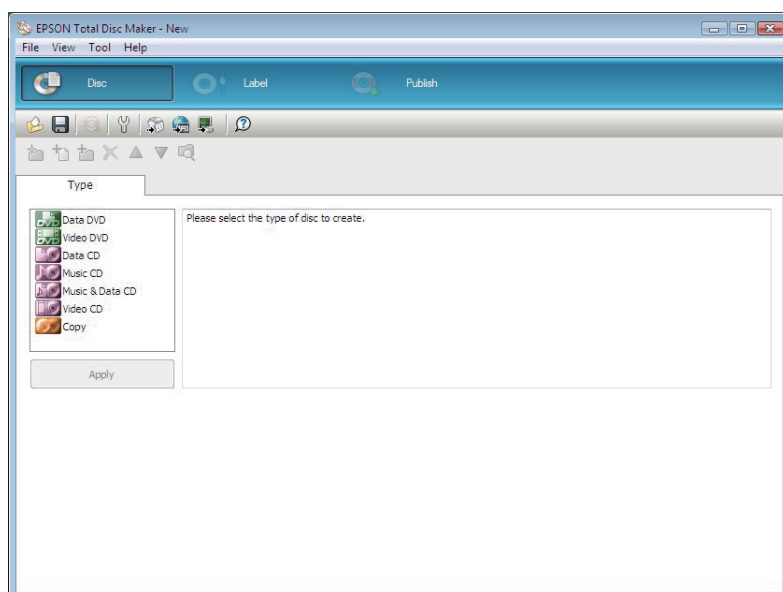 EPSON Total Disc Maker - New
File View Tool Help
Disc Label Publish
Type
Data DVD
Video DVD
Data CD
Music CD
Music & Data CD
Video CD
Copy
Please select the type of disc to create.
Apply